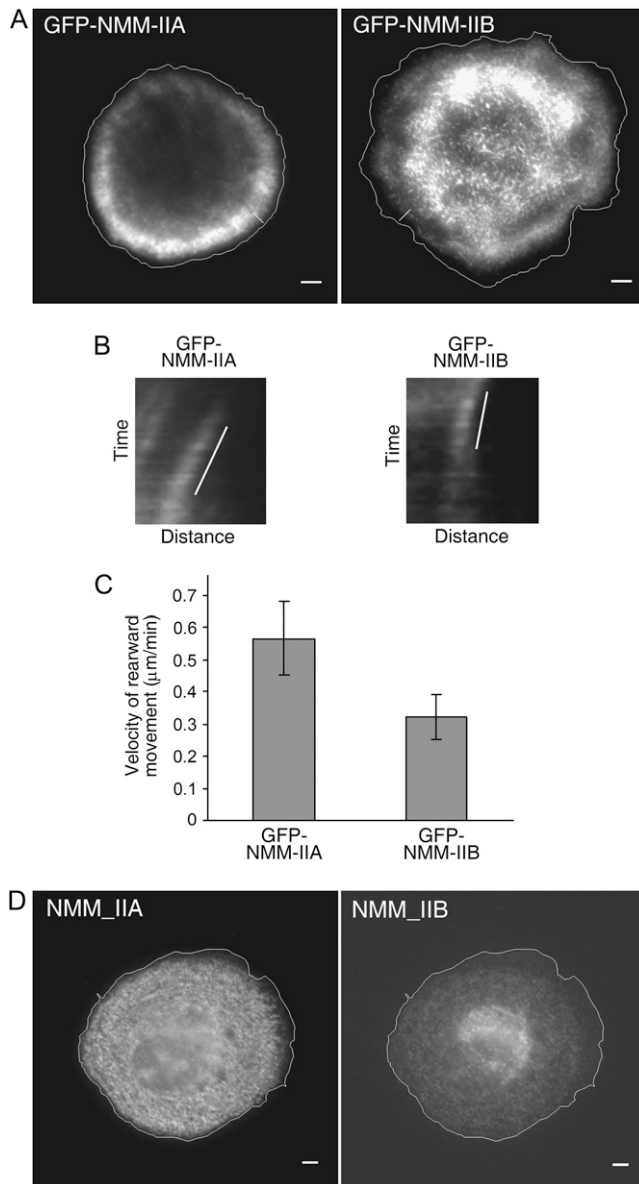 A
GFP-NMM-IIA
GFP-NMM-IIB
B
GFP-
NMM-IIA
GFP-
NMM-IIB
Time
Distance
Time
Distance
C
Velocity of rearward
movement (μm/min)
0.7
0.6
0.5
0.4
0.3
0.2
0.1
0
GFP-
NMM-IIA
GFP-
NMM-IIB
D
NMM_IIA
NMM_IIB